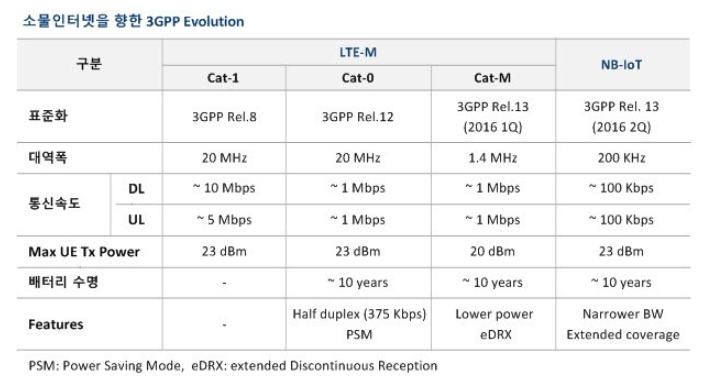 소물인터넷을 향한 3GPP Evolution
구분 LTE-M NB-IoT
Cat-1 Cat-0 Cat-M
표준화 3GPP Rel.8 3GPP Rel.12 3GPP Rel.13 (2016 1Q) 3GPP Rel. 13 (2016 2Q)
대역폭 20 MHz 20 MHz 1.4 MHz 200 KHz
통신속도 DL ~ 10 Mbps ~ 1 Mbps ~ 1 Mbps ~ 100 Kbps
UL ~ 5 Mbps ~ 1 Mbps ~ 1 Mbps ~ 100 Kbps
Max UE Tx Power 23 dBm 23 dBm 20 dBm 23 dBm
배터리 수명 - ~ 10 years ~ 10 years ~ 10 years
Features - Half duplex (375 Kbps) PSM Lower power eDRX Narrower BW Extended coverage
PSM: Power Saving Mode, eDRX: extended Discontinuous Reception